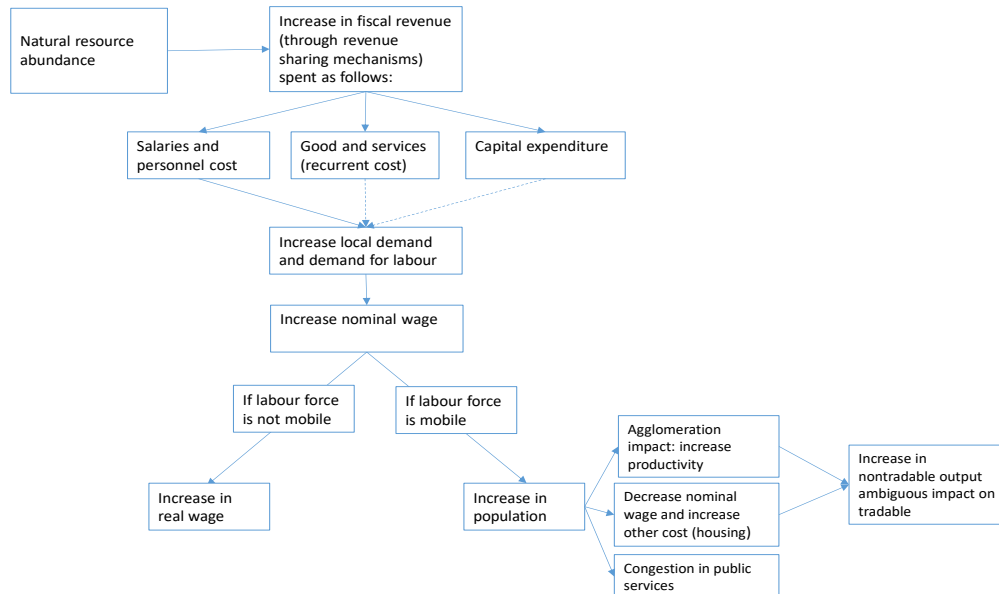 Natural resource
abundance
Increase in fiscal revenue
(through revenue
sharing mechanisms)
spent as follows:
Salaries and
personnel cost
Good and services
(recurrent cost)
Capital expenditure
Increase local demand
and demand for labour
Increase nominal wage
If labour force
is not mobile
If labour force
is mobile
Increase in
real wage
Increase in
population
Agglomeration
impact: increase
productivity
Decrease nominal
wage and increase
other cost (housing)
Congestion in public
services
Increase in
nontradable output
ambiguous impact on
tradable